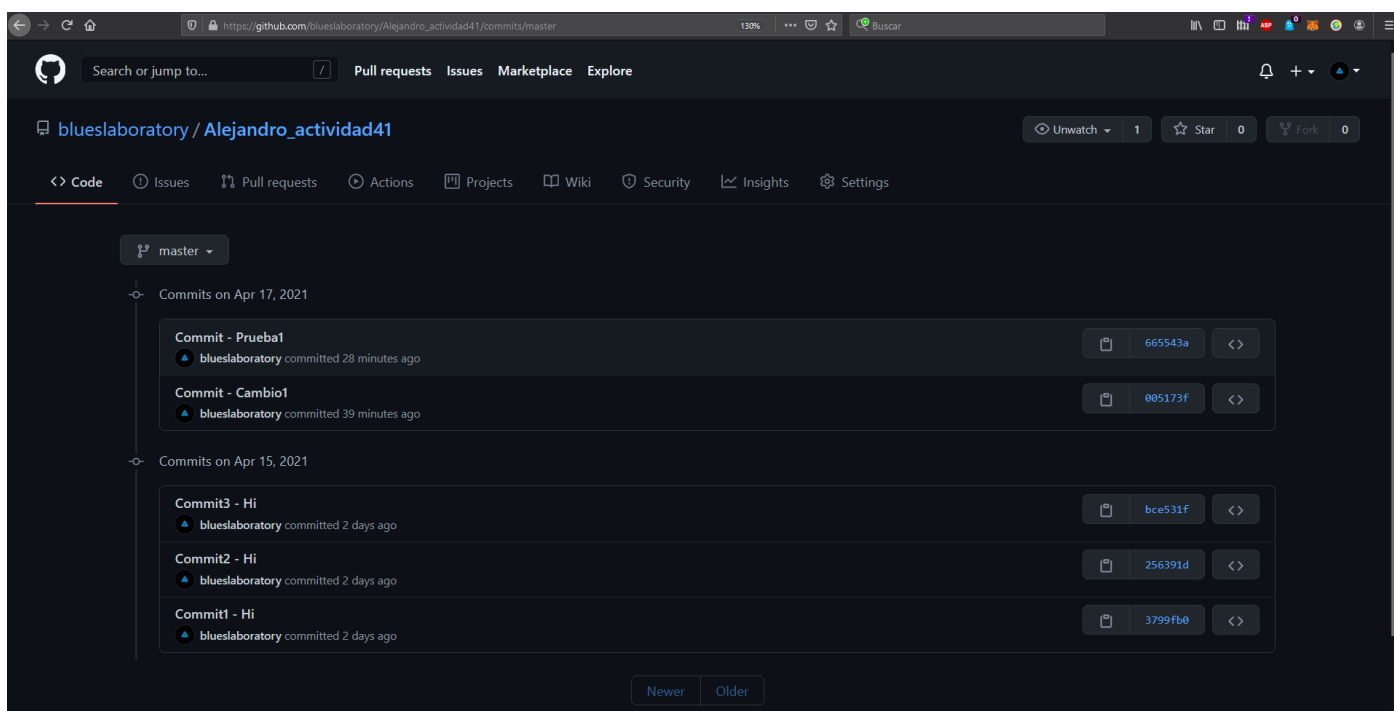 https://github.com/blueslaboratory/Alejandro_actividad41/commits/master 130% ... Buscar ABP
Search or jump to... / Pull requests Issues Marketplace Explore
blueslaboratory / Alejandro_actividad41 Unwatch 1 Star 0 Fork 0
<> Code Issues Pull requests Actions Projects Wiki Security Insights Settings
master
Commits on Apr 17, 2021
Commit - Prueba1
blueslaboratory committed 28 minutes ago
665543a <>
Commit - Cambio1
blueslaboratory committed 39 minutes ago
005173f <>
Commits on Apr 15, 2021
Commit3 - Hi
blueslaboratory committed 2 days ago
bce531f <>
Commit2 - Hi
blueslaboratory committed 2 days ago
256391d <>
Commit1 - Hi
blueslaboratory committed 2 days ago
3799fb0 <>
Newer Older